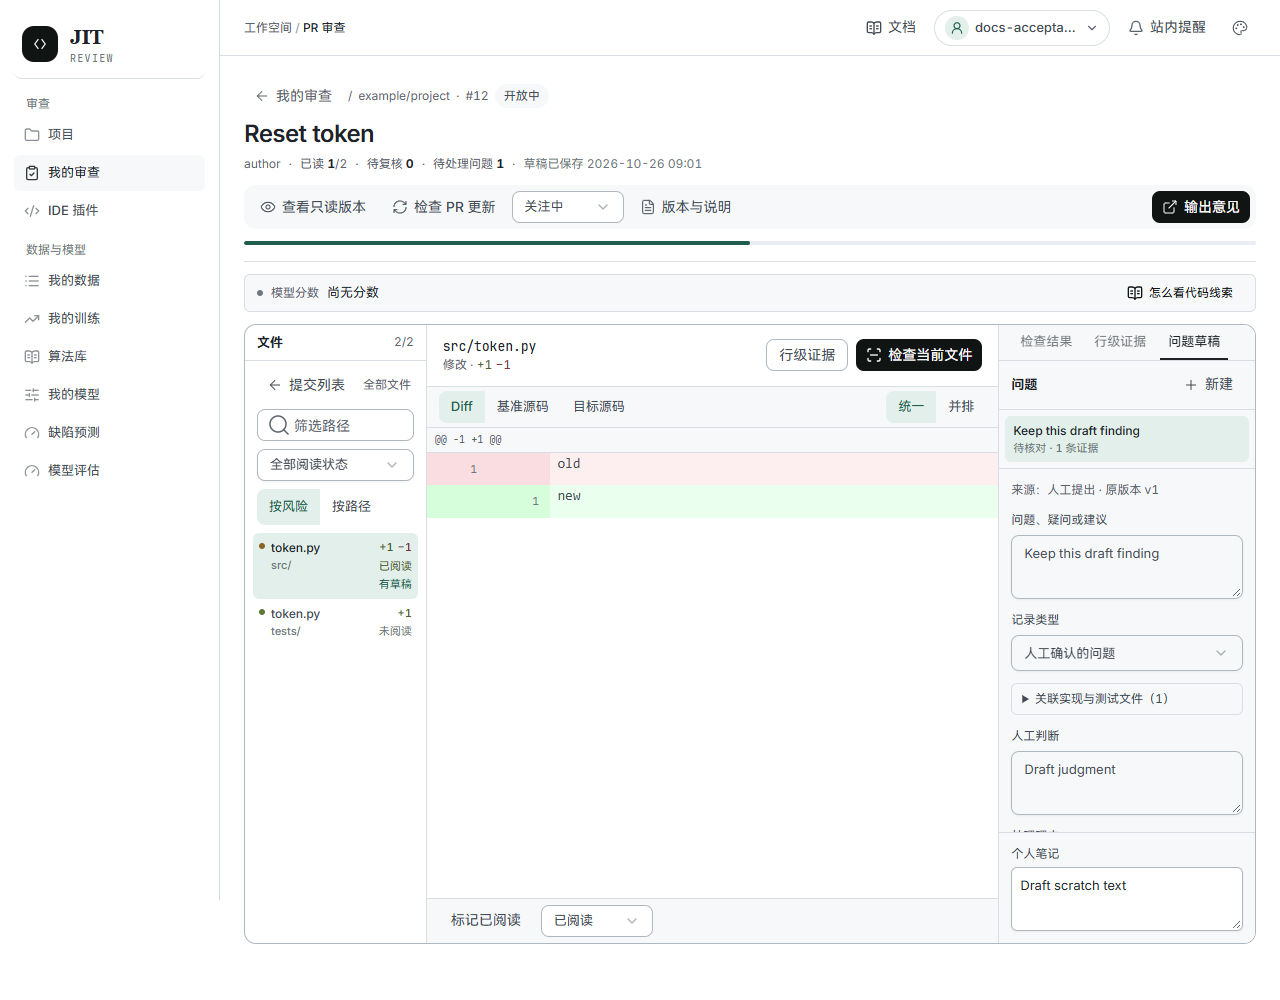 JIT
REVIEW
审查
项目
我的审查
IDE 插件
数据与模型
我的数据
我的训练
算法库
我的模型
缺陷预测
模型评估
工作空间 / PR 审查
文档
docs-accepta...
站内提醒
我的审查 / example/project · #12 开放中
Reset token
author · 已读 1/2 · 待复核 0 · 待处理问题 1 · 草稿已保存 2026-10-26 09:01
查看只读版本
检查 PR 更新
关注中
版本与说明
输出意见
模型分数 尚无分数
怎么看代码线索
文件 2/2
提交列表 全部文件
筛选路径
全部阅读状态
按风险 按路径
token.py +1 −1
src/ 已阅读
有草稿
token.py +1
tests/ 未阅读
src/token.py
修改 · +1 −1
行级证据
检查当前文件
Diff 基准源码 目标源码
统一 并排
@@ -1 +1 @@
1 old
1 new
标记已阅读 已阅读
检查结果 行级证据 问题草稿
问题
新建
Keep this draft finding
待核对 · 1 条证据
来源：人工提出 · 原版本 v1
问题、疑问或建议
Keep this draft finding
记录类型
人工确认的问题
关联实现与测试文件（1）
人工判断
Draft judgment
个人笔记
Draft scratch text